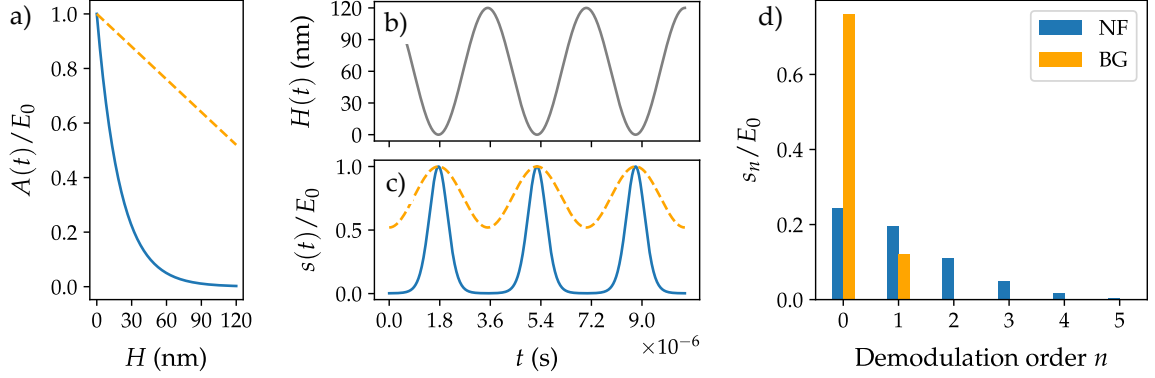 a)
A(t)/E₀
1.0
0.8
0.6
0.4
0.2
0.0
0 30 60 90 120
H (nm)
b)
H(t) (nm)
120
90
60
30
0
c)
s(t)/E₀
1.0
0.5
0.0
0.0 1.8 3.6 5.4 7.2 9.0
×10⁻⁶
t (s)
d)
sₙ/E₀
0.6
0.4
0.2
0.0
NF
BG
0 1 2 3 4 5
Demodulation order n